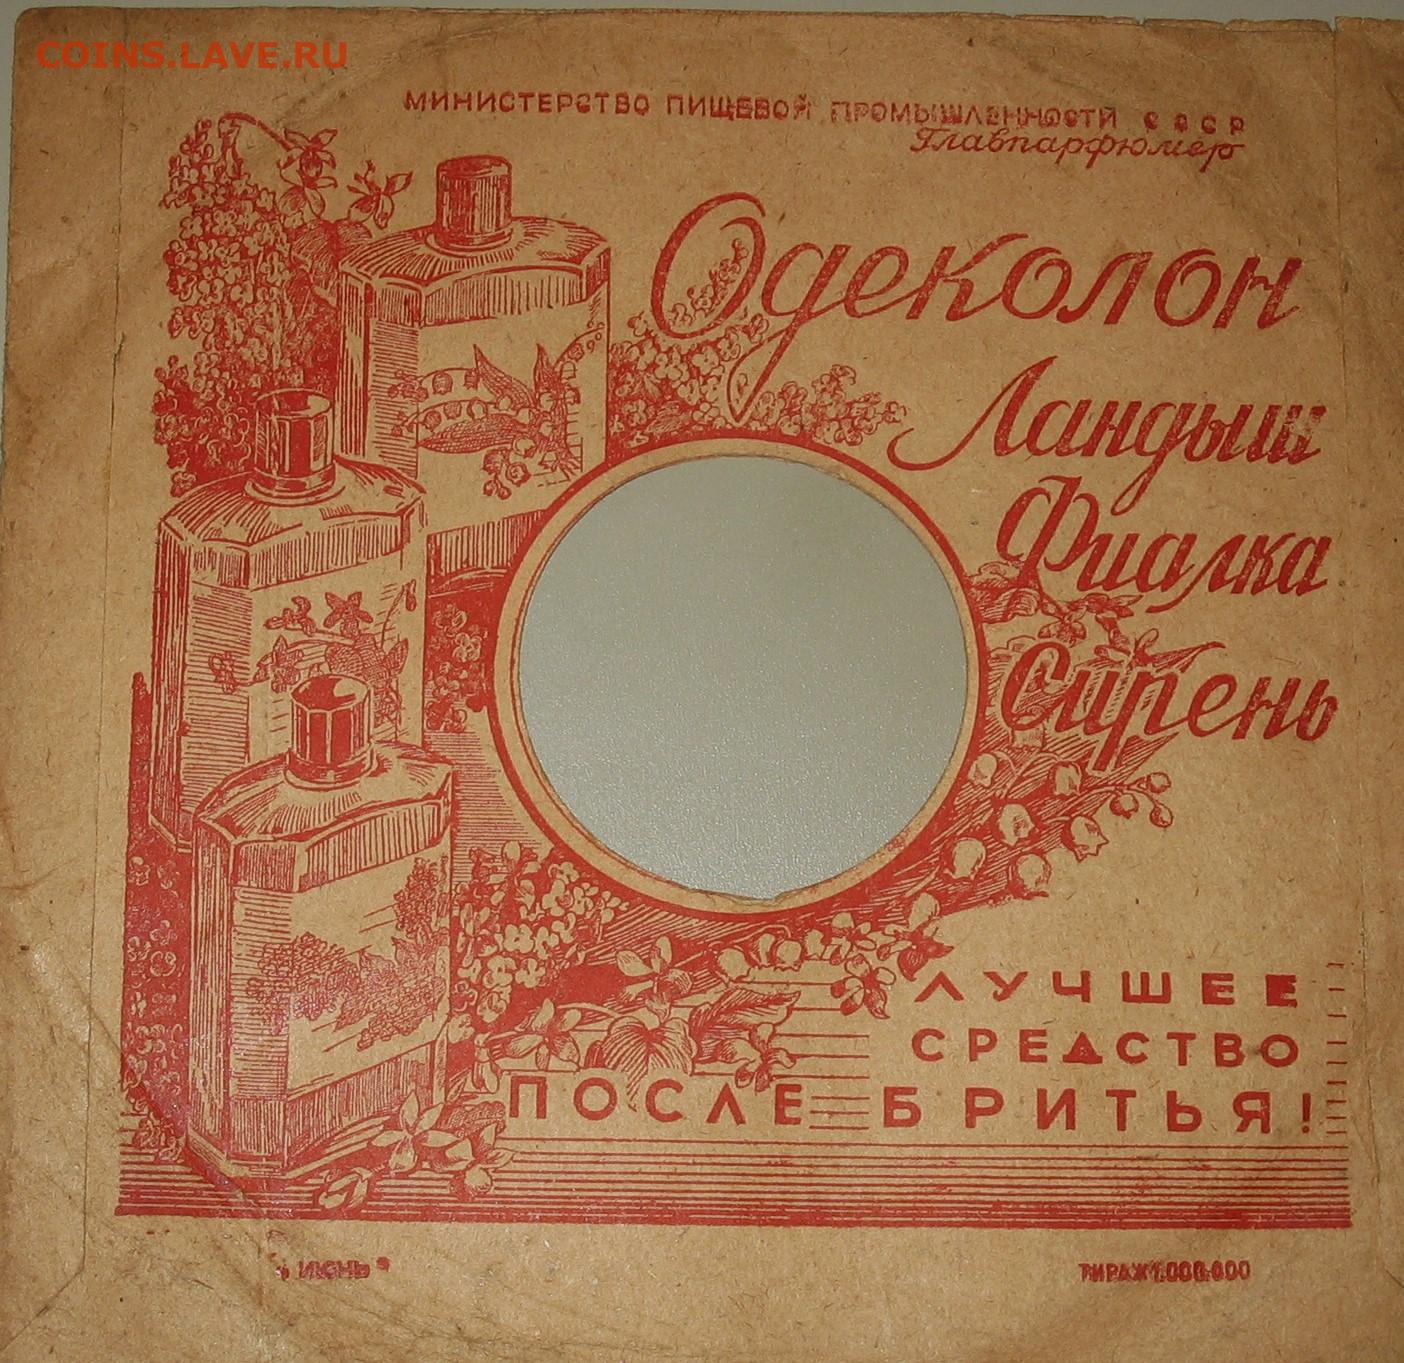 COINS.LAVE.RU
МИНИСТЕРСТВО ПИЩЕВОЙ ПРОМЫШЛЕННОСТИ СССР
Главпарфюмер
Одеколон
Ландыш
Фиалка
Сирень
ЛУЧШЕЕ
СРЕДСТВО
ПОСЛЕ БРИТЬЯ!
ИЮНЬ
ТИРАЖ 1.000.000